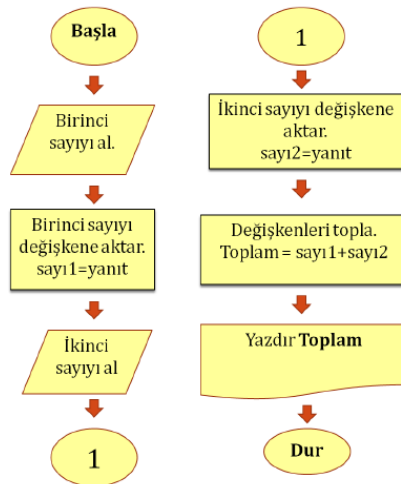 Başla
Birinci
sayıyı al.
Birinci sayıyı
değişkene aktar.
sayı1=yanıt
İkinci
sayıyı al
1
1
İkinci sayıyı değişkene
aktar.
sayı2=yanıt
Değişkenleri topla.
Toplam = sayı1+sayı2
Yazdır Toplam
Dur